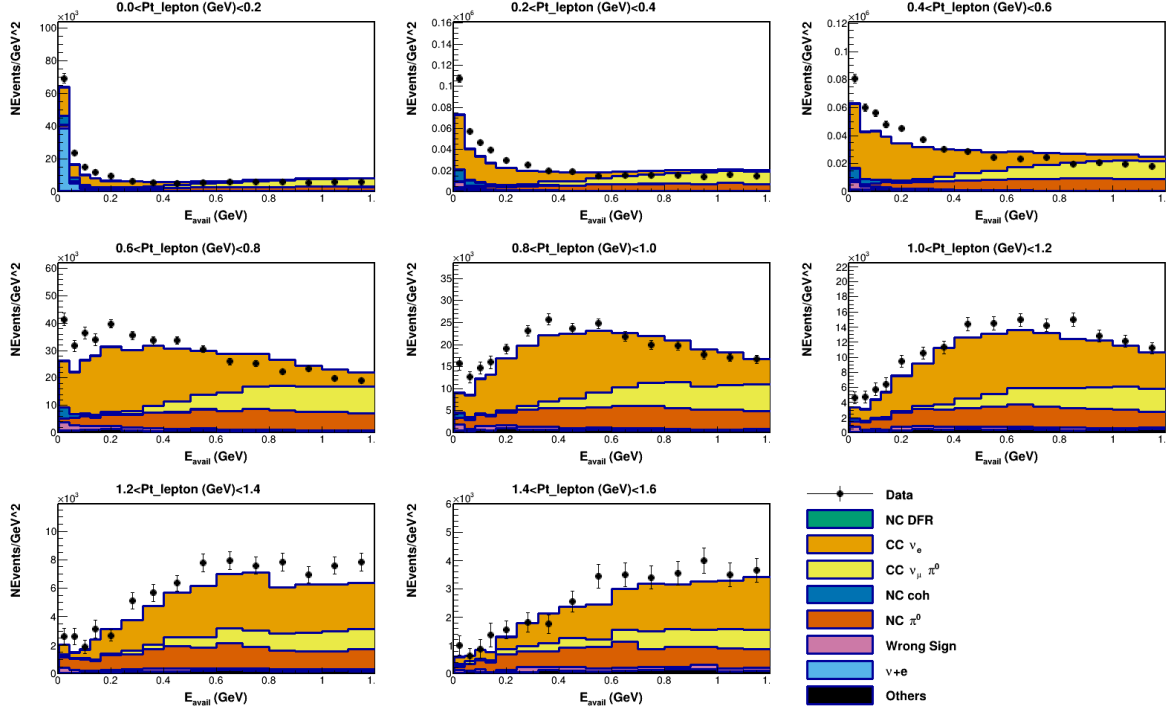 0.0<Pt_lepton (GeV)<0.2
×10³
NEvents/GeV^2
100
80
60
40
20
0
0 0.2 0.4 0.6 0.8 1 1.
E_avail (GeV)
0.2<Pt_lepton (GeV)<0.4
×10⁶
NEvents/GeV^2
0.16
0.14
0.12
0.1
0.08
0.06
0.04
0.02
0
0 0.2 0.4 0.6 0.8 1 1.
E_avail (GeV)
0.4<Pt_lepton (GeV)<0.6
×10⁶
NEvents/GeV^2
0.12
0.1
0.08
0.06
0.04
0.02
0
0 0.2 0.4 0.6 0.8 1 1.
E_avail (GeV)
0.6<Pt_lepton (GeV)<0.8
×10³
NEvents/GeV^2
60
50
40
30
20
10
0
0 0.2 0.4 0.6 0.8 1 1.
E_avail (GeV)
0.8<Pt_lepton (GeV)<1.0
×10³
NEvents/GeV^2
35
30
25
20
15
10
5
0
0 0.2 0.4 0.6 0.8 1 1.
E_avail (GeV)
1.0<Pt_lepton (GeV)<1.2
×10³
NEvents/GeV^2
22
20
18
16
14
12
10
8
6
4
2
0
0 0.2 0.4 0.6 0.8 1 1.
E_avail (GeV)
1.2<Pt_lepton (GeV)<1.4
×10³
NEvents/GeV^2
12
10
8
6
4
2
0
0 0.2 0.4 0.6 0.8 1 1.
E_avail (GeV)
1.4<Pt_lepton (GeV)<1.6
×10³
NEvents/GeV^2
6
5
4
3
2
1
0
0 0.2 0.4 0.6 0.8 1 1.
E_avail (GeV)
Data
NC DFR
CC ν_e
CC ν_μ π⁰
NC coh
NC π⁰
Wrong Sign
ν+e
Others